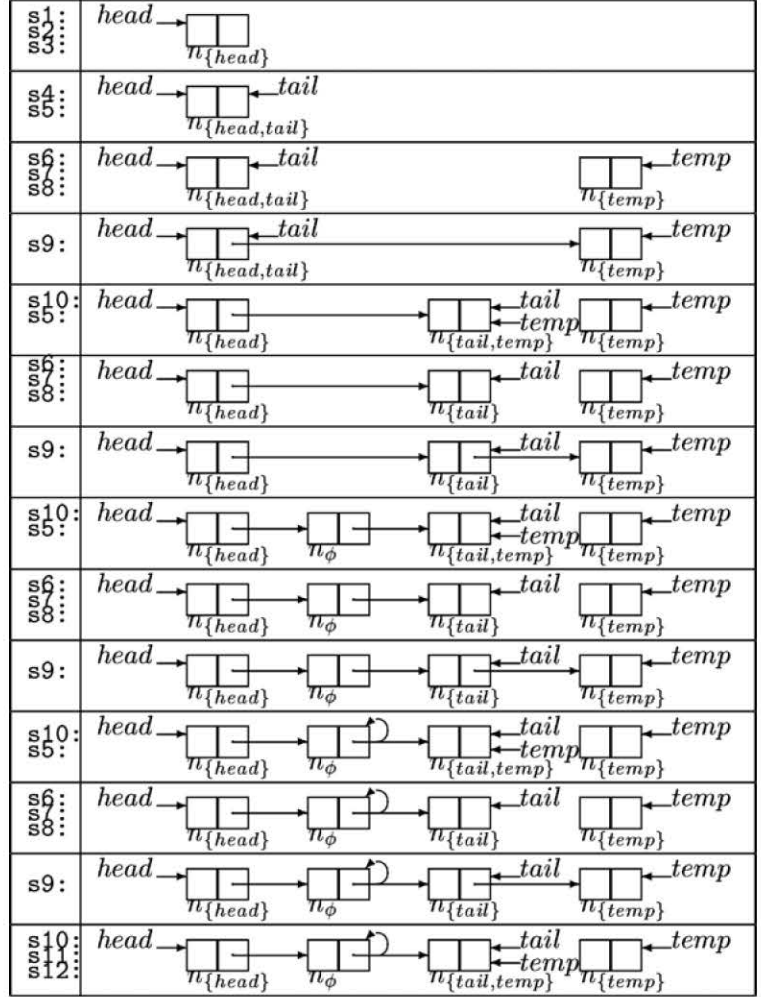 s1: head
s2:
s3: n{head}
s4: head tail
s5: n{head,tail}
s6: head tail temp
s7:
s8: n{head,tail} n{temp}
s9: head tail temp
n{head,tail} n{temp}
s10: head tail temp
s5: temp
n{head} n{tail,temp} n{temp}
s6: head tail temp
s7:
s8: n{head} n{tail} n{temp}
s9: head tail temp
n{head} n{tail} n{temp}
s10: head tail temp
s5: temp
n{head} nϕ n{tail,temp} n{temp}
s6: head tail temp
s7:
s8: n{head} nϕ n{tail} n{temp}
s9: head tail temp
n{head} nϕ n{tail} n{temp}
s10: head tail temp
s5: temp
n{head} nϕ n{tail,temp} n{temp}
s6: head tail temp
s7:
s8: n{head} nϕ n{tail} n{temp}
s9: head tail temp
n{head} nϕ n{tail} n{temp}
s10: head tail temp
s11: temp
s12: n{head} nϕ n{tail,temp} n{temp}